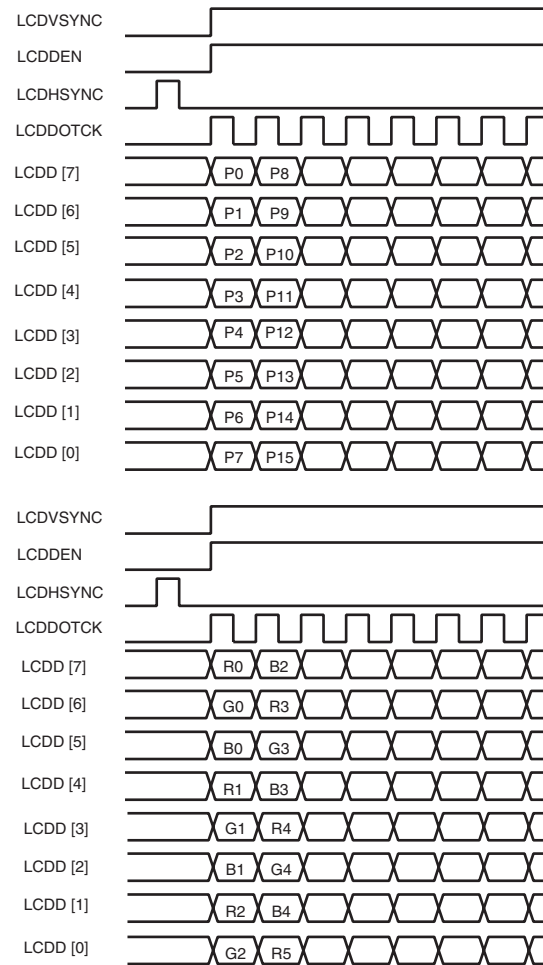 LCDVSYNC
LCDDEN
LCDHSYNC
LCDDOTCK
LCDD [7] P0 P8
LCDD [6] P1 P9
LCDD [5] P2 P10
LCDD [4] P3 P11
LCDD [3] P4 P12
LCDD [2] P5 P13
LCDD [1] P6 P14
LCDD [0] P7 P15
LCDVSYNC
LCDDEN
LCDHSYNC
LCDDOTCK
LCDD [7] R0 B2
LCDD [6] G0 R3
LCDD [5] B0 G3
LCDD [4] R1 B3
LCDD [3] G1 R4
LCDD [2] B1 G4
LCDD [1] R2 B4
LCDD [0] G2 R5